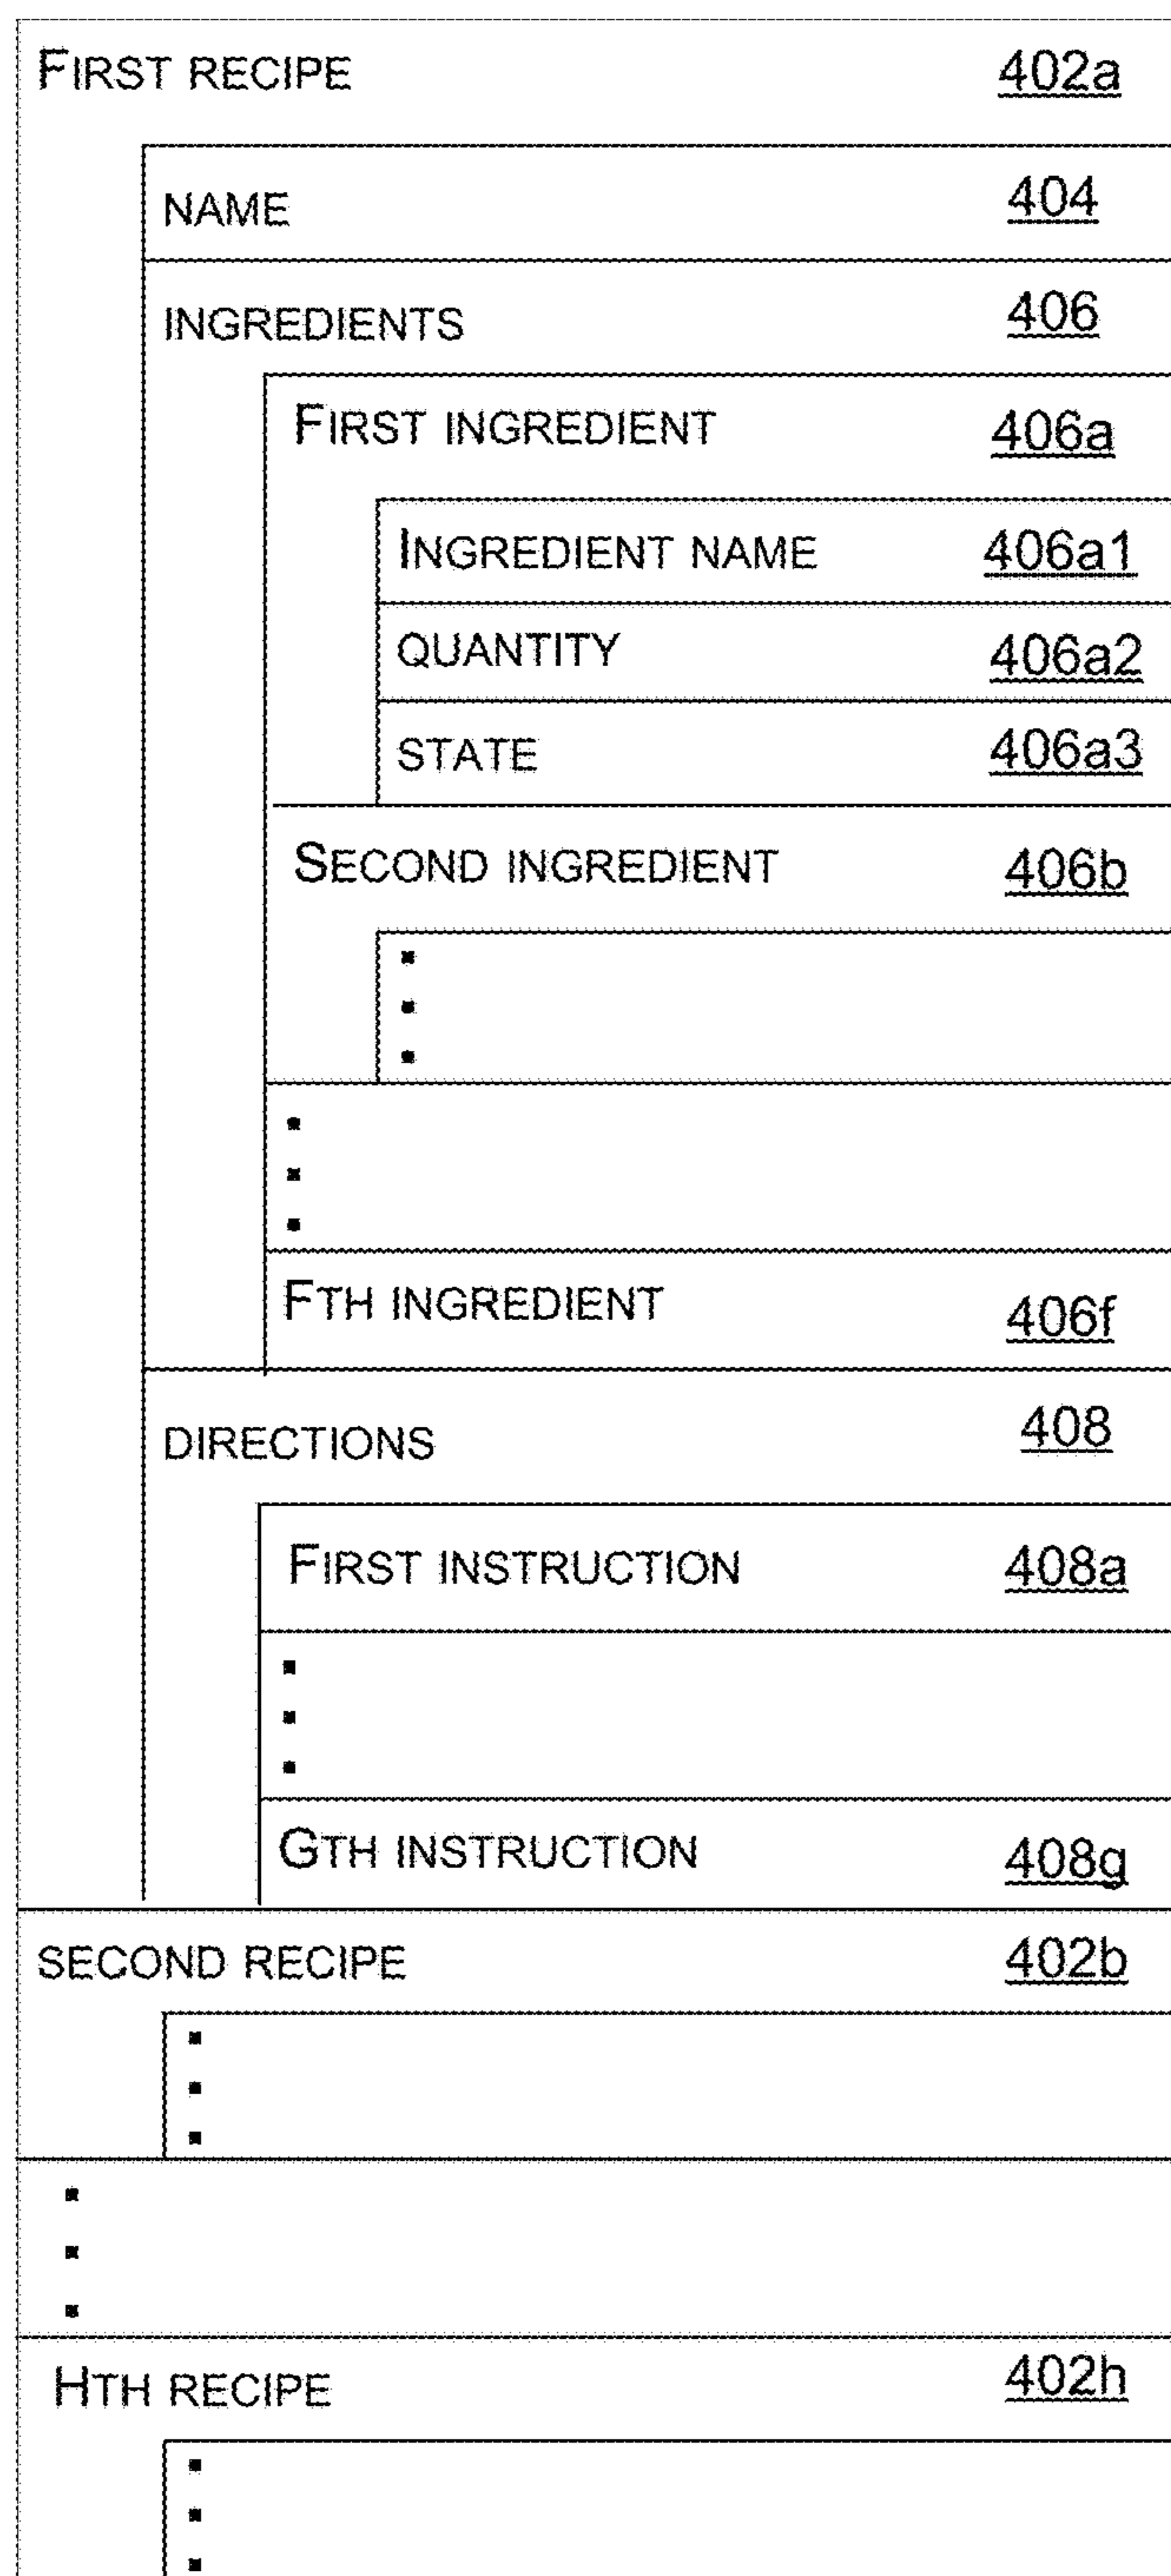 FIRST RECIPE 402a
NAME 404
INGREDIENTS 406
FIRST INGREDIENT 406a
INGREDIENT NAME 406a1
QUANTITY 406a2
STATE 406a3
SECOND INGREDIENT 406b
FTH INGREDIENT 406f
DIRECTIONS 408
FIRST INSTRUCTION 408a
GTH INSTRUCTION 408g
SECOND RECIPE 402b
HTH RECIPE 402h